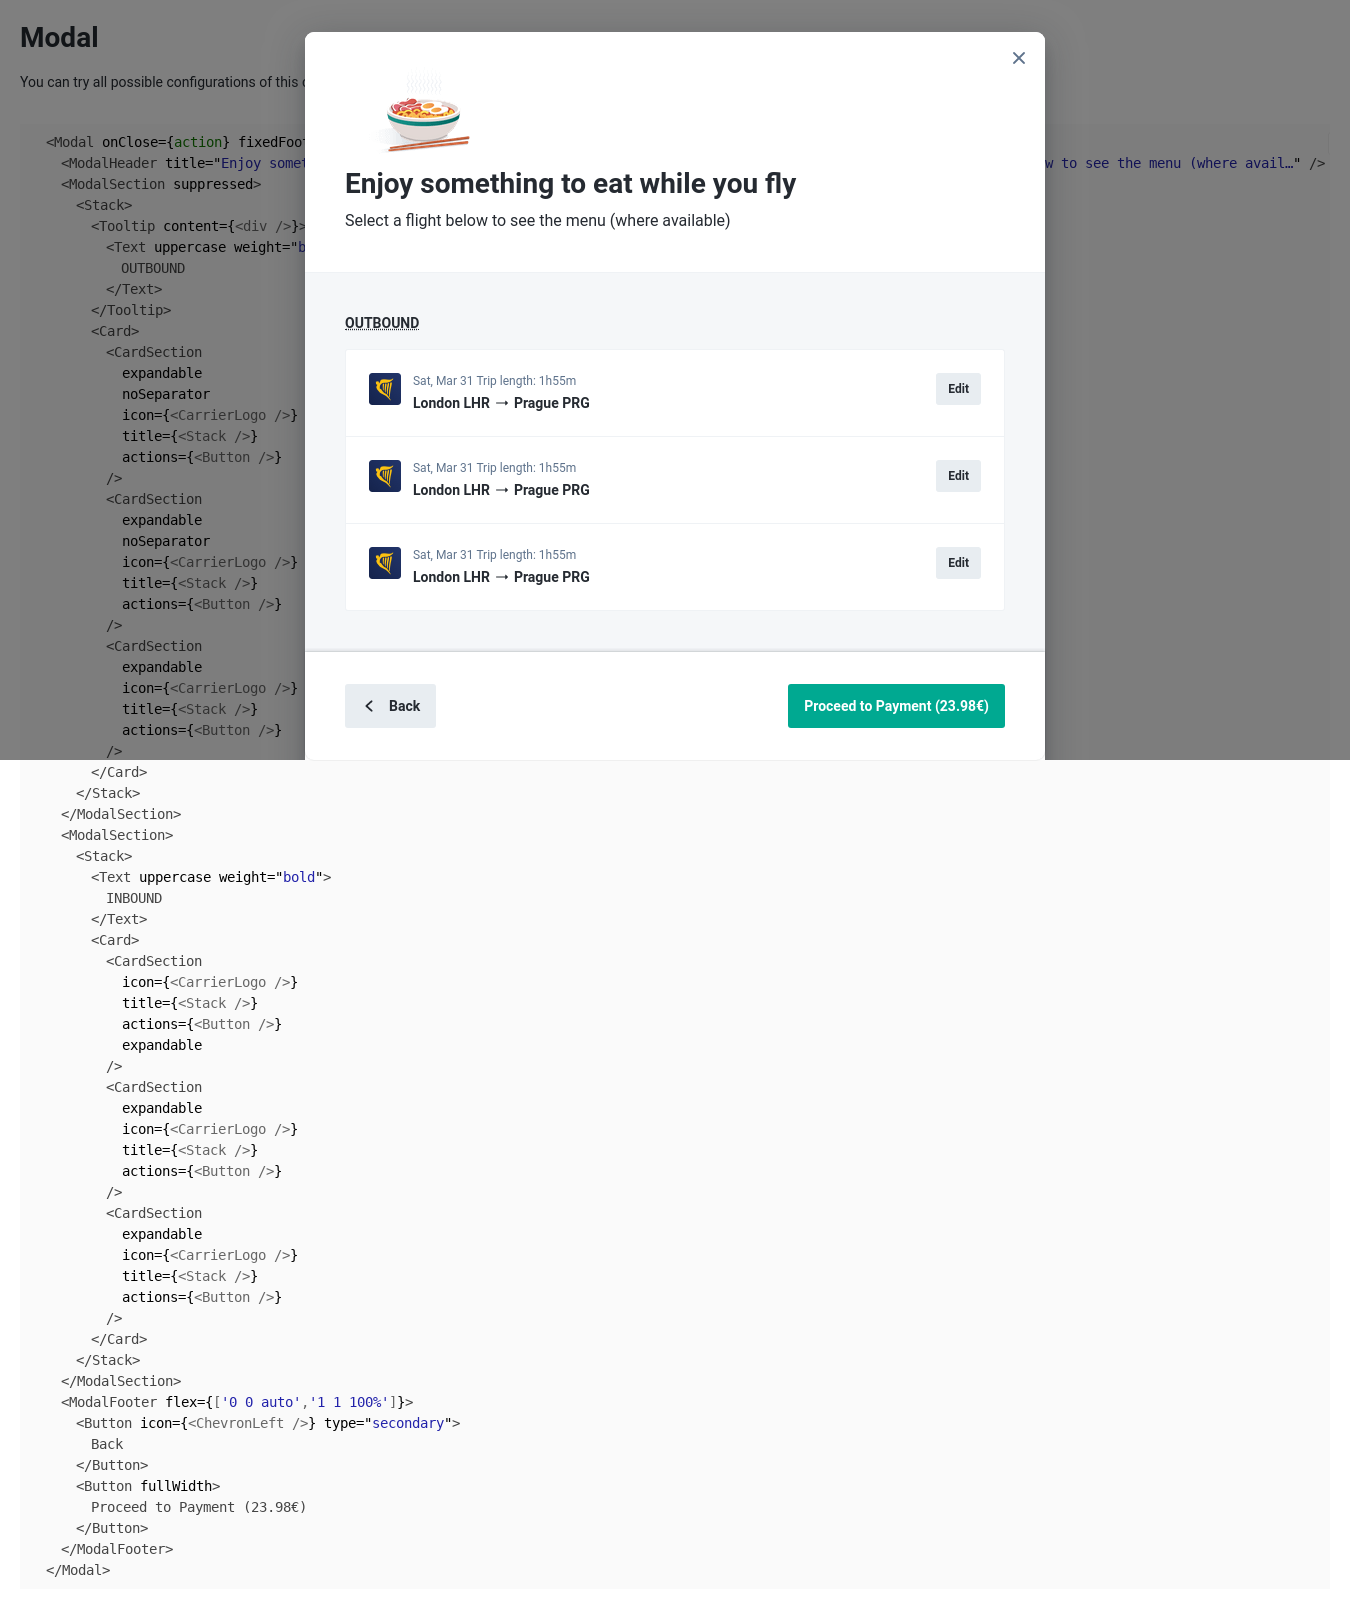 Modal
You can try all possible configurations of this
<Modal onClose={action} fixedFoot
<ModalHeader title="Enjoy somet
w to see the menu (where avail…" />
<ModalSection suppressed>
<Stack>
<Tooltip content={<div />}>
<Text uppercase weight="b
OUTBOUND
</Text>
</Tooltip>
<Card>
<CardSection
expandable
noSeparator
icon={<CarrierLogo />}
title={<Stack />}
actions={<Button />}
/>
<CardSection
expandable
noSeparator
icon={<CarrierLogo />}
title={<Stack />}
actions={<Button />}
/>
<CardSection
expandable
icon={<CarrierLogo />}
title={<Stack />}
actions={<Button />}
/>
Enjoy something to eat while you fly
Select a flight below to see the menu (where available)
OUTBOUND
Sat, Mar 31 Trip length: 1h55m
London LHR → Prague PRG
Edit
Sat, Mar 31 Trip length: 1h55m
London LHR → Prague PRG
Edit
Sat, Mar 31 Trip length: 1h55m
London LHR → Prague PRG
Edit
Back
Proceed to Payment (23.98€)
</Card>
</Stack>
</ModalSection>
<ModalSection>
<Stack>
<Text uppercase weight="bold">
INBOUND
</Text>
<Card>
<CardSection
icon={<CarrierLogo />}
title={<Stack />}
actions={<Button />}
expandable
/>
<CardSection
expandable
icon={<CarrierLogo />}
title={<Stack />}
actions={<Button />}
/>
<CardSection
expandable
icon={<CarrierLogo />}
title={<Stack />}
actions={<Button />}
/>
</Card>
</Stack>
</ModalSection>
<ModalFooter flex={['0 0 auto','1 1 100%']}>
<Button icon={<ChevronLeft />} type="secondary">
Back
</Button>
<Button fullWidth>
Proceed to Payment (23.98€)
</Button>
</ModalFooter>
</Modal>